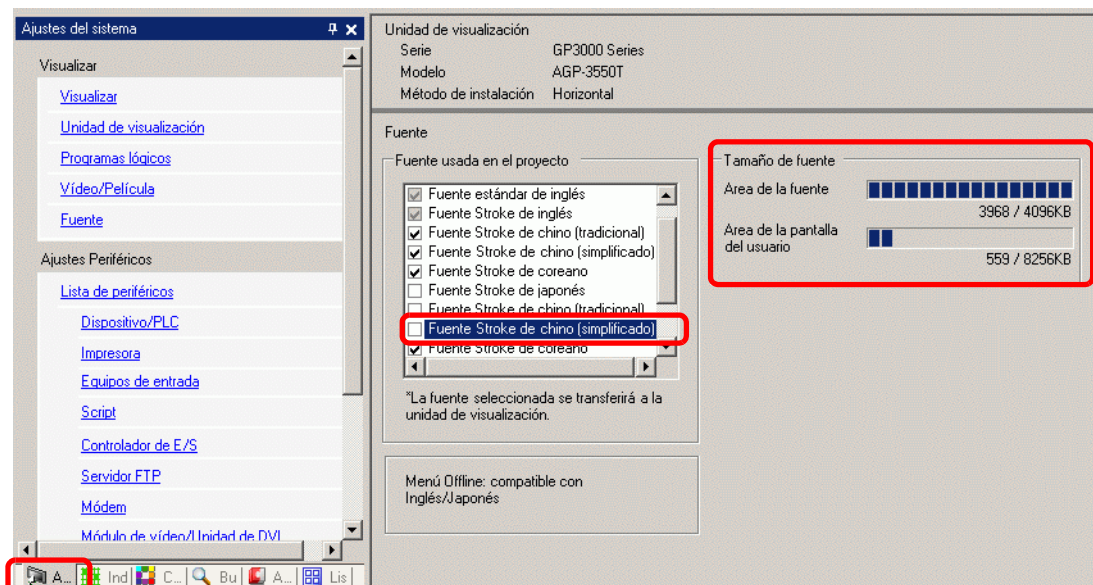 Ajustes del sistema
Visualizar
Visualizar
Unidad de visualización
Programas lógicos
Vídeo/Película
Fuente
Ajustes Periféricos
Lista de periféricos
Dispositivo/PLC
Impresora
Equipos de entrada
Script
Controlador de E/S
Servidor FTP
Módem
Módulo de vídeo/Unidad de DVI
A... Ind C... Bu A... Lis
Unidad de visualización
Serie GP3000 Series
Modelo AGP-3550T
Método de instalación Horizontal
Fuente
Fuente usada en el proyecto
Fuente estándar de inglés
Fuente Stroke de inglés
Fuente Stroke de chino (tradicional)
Fuente Stroke de chino (simplificado)
Fuente Stroke de coreano
Fuente Stroke de japonés
Fuente Stroke de chino (tradicional)
Fuente Stroke de chino (simplificado)
Fuente Stroke de coreano
*La fuente seleccionada se transferirá a la
unidad de visualización.
Menú Offline: compatible con
Inglés/Japonés
Tamaño de fuente
Area de la fuente
3968 / 4096KB
Area de la pantalla
del usuario
559 / 8256KB